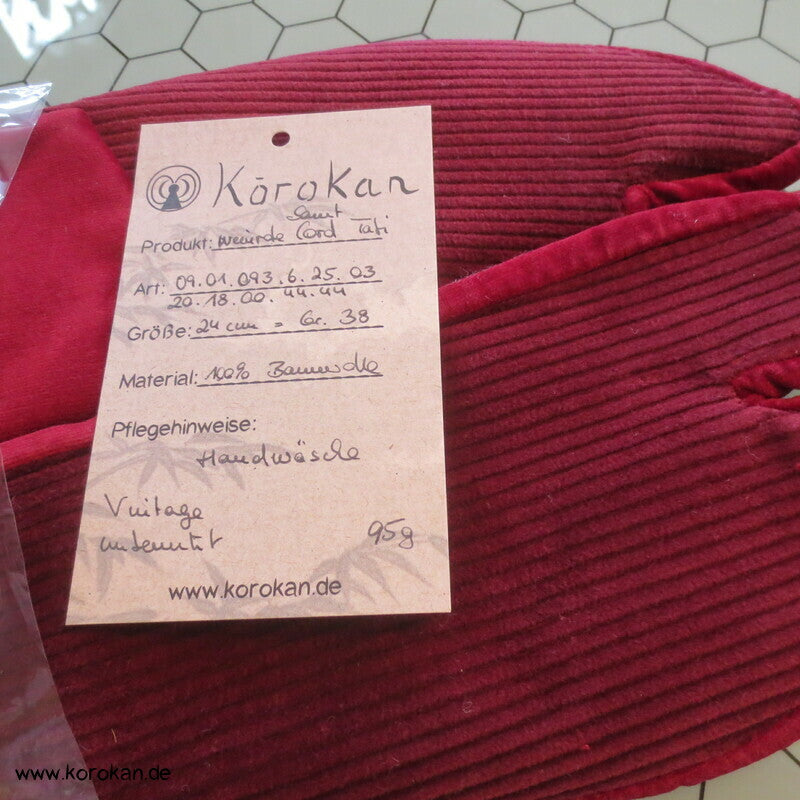 Kōrokan
Samt
Produkt: Cord Tabi
Art: 09.01.093.6.25.03
20.18.00.44.44
Größe: 24 cm = Gr. 38
Material: 100% Baumwolle
Pflegehinweise:
Handwäsche
Vintage
unbenutzt 95g
www.korokan.de
www.korokan.de